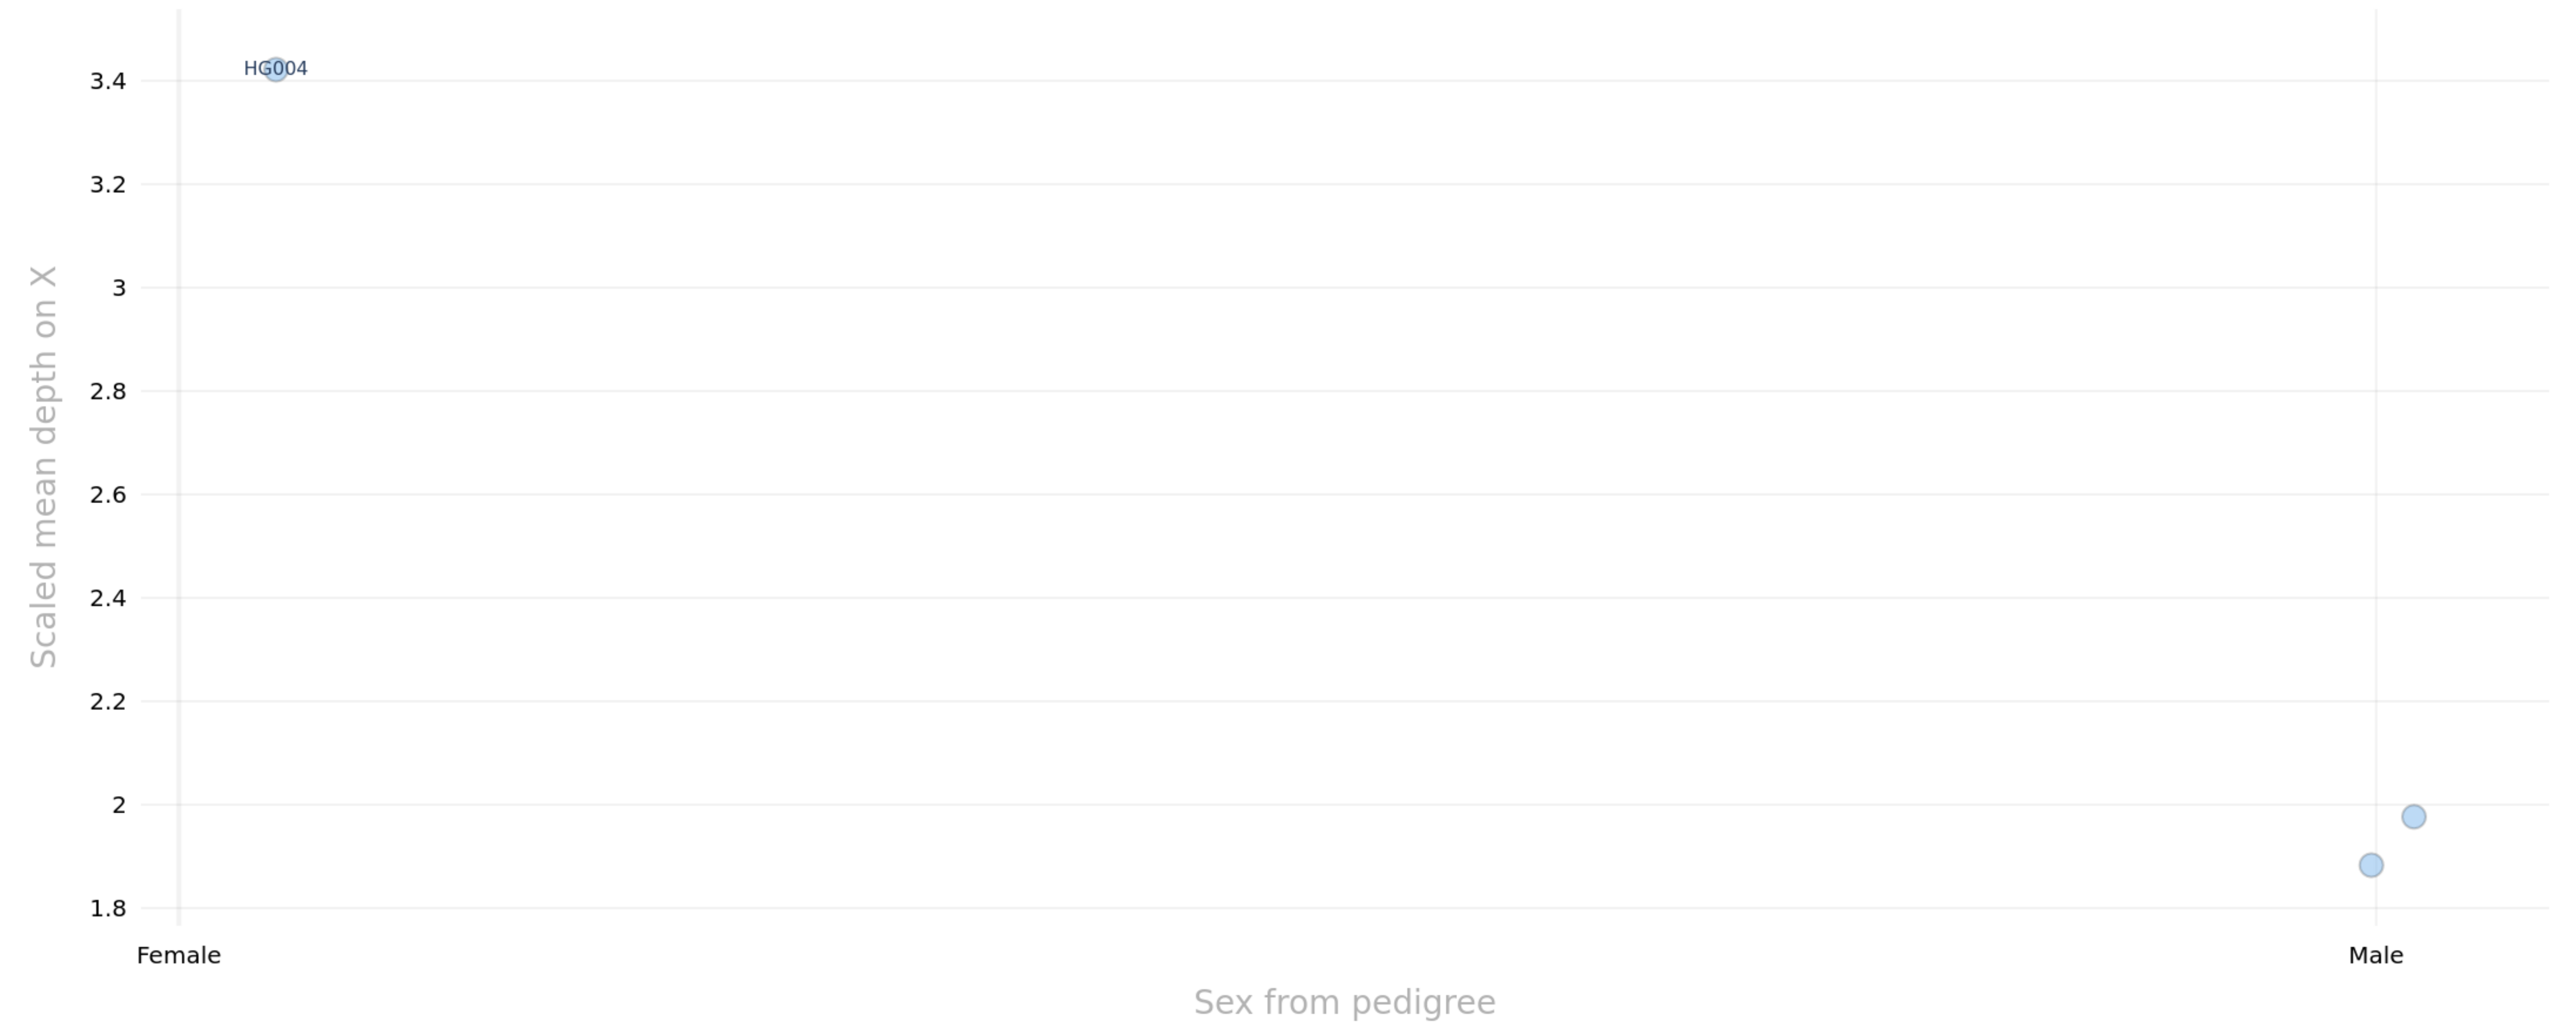 HG004
3.4
3.2
3
2.8
2.6
2.4
2.2
2
1.8
Scaled mean depth on X
Female
Male
Sex from pedigree